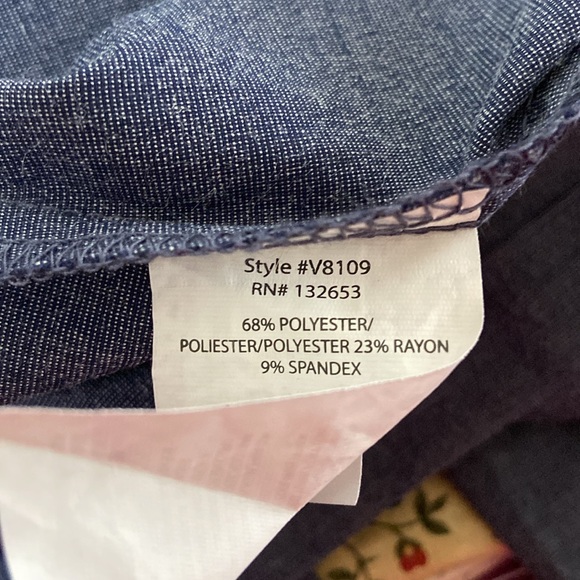 Style #V8109
RN# 132653
68% POLYESTER/
POLIESTER/POLYESTER 23% RAYON
9% SPANDEX